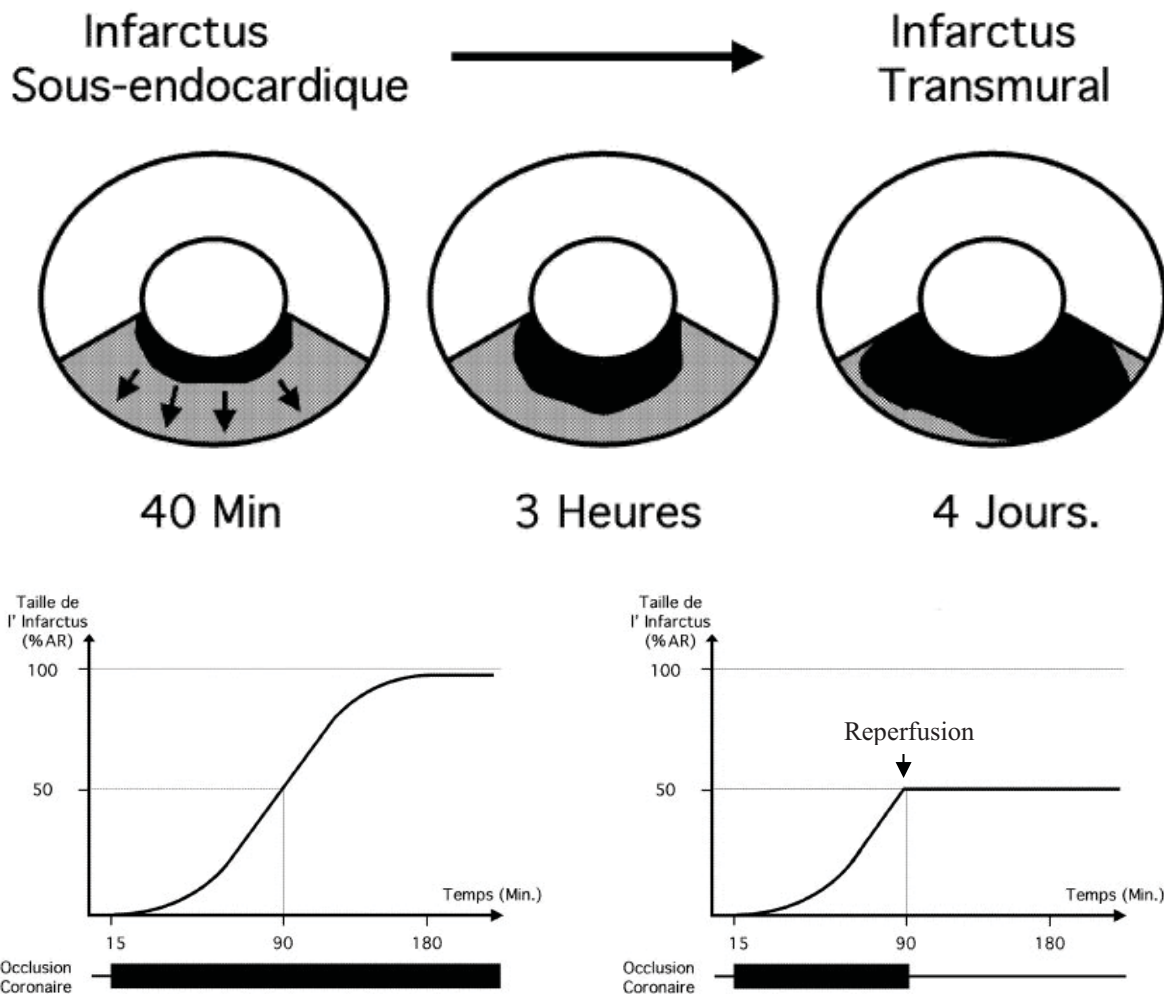 Infarctus
Sous-endocardique
Infarctus
Transmural
40 Min
3 Heures
4 Jours.
Taille de
l' Infarctus
(%AR)
100
50
Temps (Min.)
15
90
180
Occlusion
Coronaire
Taille de
l' Infarctus
(%AR)
100
Reperfusion
50
Temps (Min.)
15
90
180
Occlusion
Coronaire